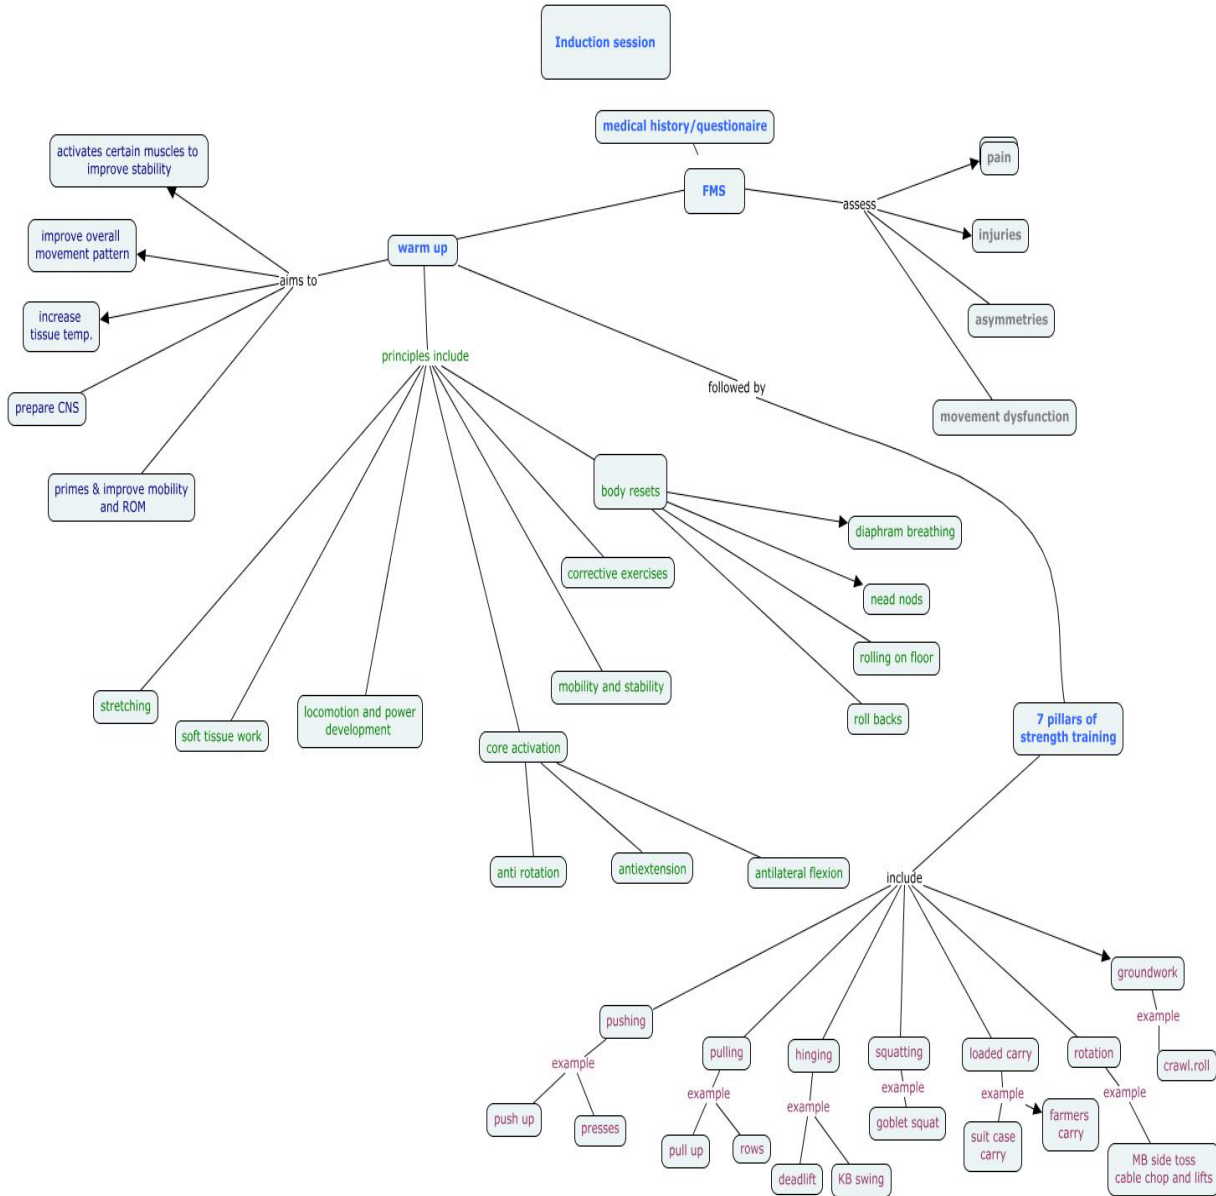 Induction session
medical history/questionaire
FMS
assess
pain
injuries
asymmetries
movement dysfunction
warm up
aims to
activates certain muscles to
improve stability
improve overall
movement pattern
increase
tissue temp.
prepare CNS
primes & improve mobility
and ROM
principles include
followed by
body resets
diaphram breathing
nead nods
rolling on floor
roll backs
corrective exercises
mobility and stability
stretching
soft tissue work
locomotion and power
development
core activation
anti rotation
antiextension
antilateral flexion
7 pillars of
strength training
include
pushing
example
push up
presses
pulling
example
pull up
rows
hinging
example
deadlift
KB swing
squatting
example
goblet squat
loaded carry
example
suit case
carry
farmers
carry
rotation
example
MB side toss
cable chop and lifts
groundwork
example
crawl.roll